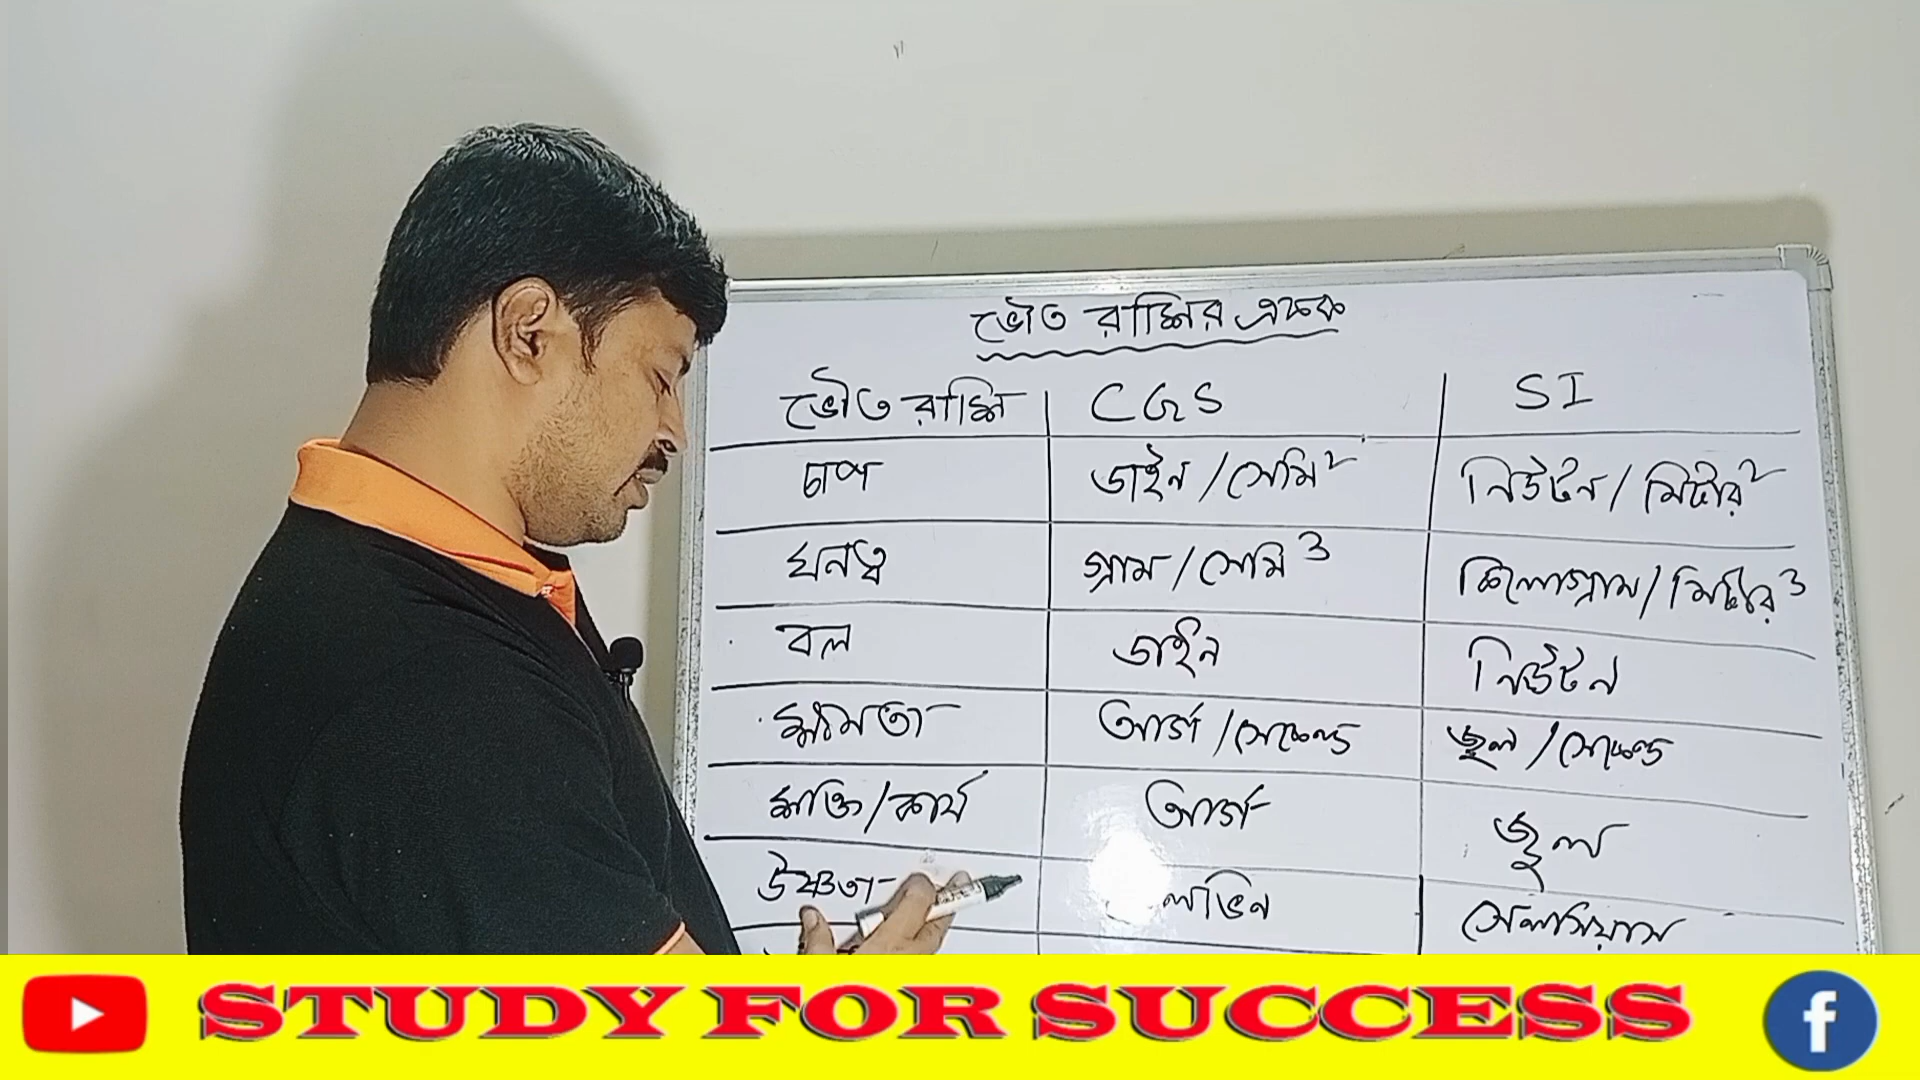 ভৌত রাশির একক
ভৌত রাশি CGS SI
চাপ ডাইন/সেমি² নিউটন/মিটার²
ঘনত্ব গ্রাম/সেমি³ কিলোগ্রাম/মিটার³
বল ডাইন নিউটন
ক্ষমতা আর্গ/সেকেন্ড জুল/সেকেন্ড
শক্তি/কার্য আর্গ জুল
উষ্ণতা সেলসিয়াস
STUDY FOR SUCCESS